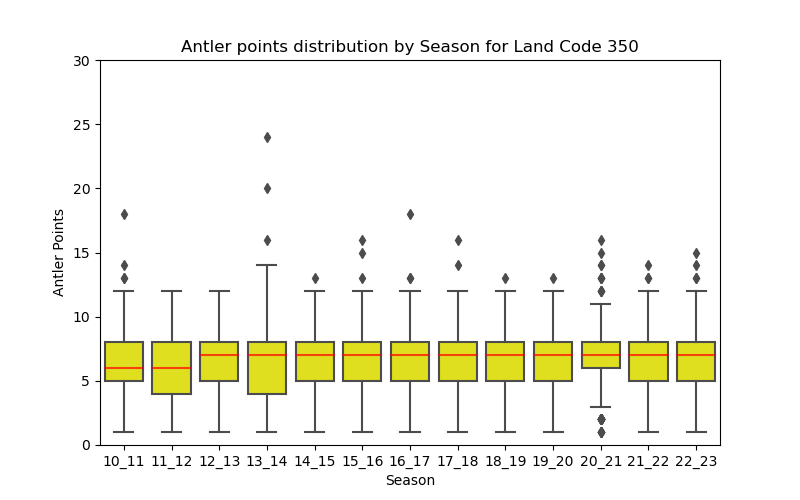 Antler points distribution by Season for Land Code 350
30
25
20
15
10
5
0
Antler Points
10_11 11_12 12_13 13_14 14_15 15_16 16_17 17_18 18_19 19_20 20_21 21_22 22_23
Season